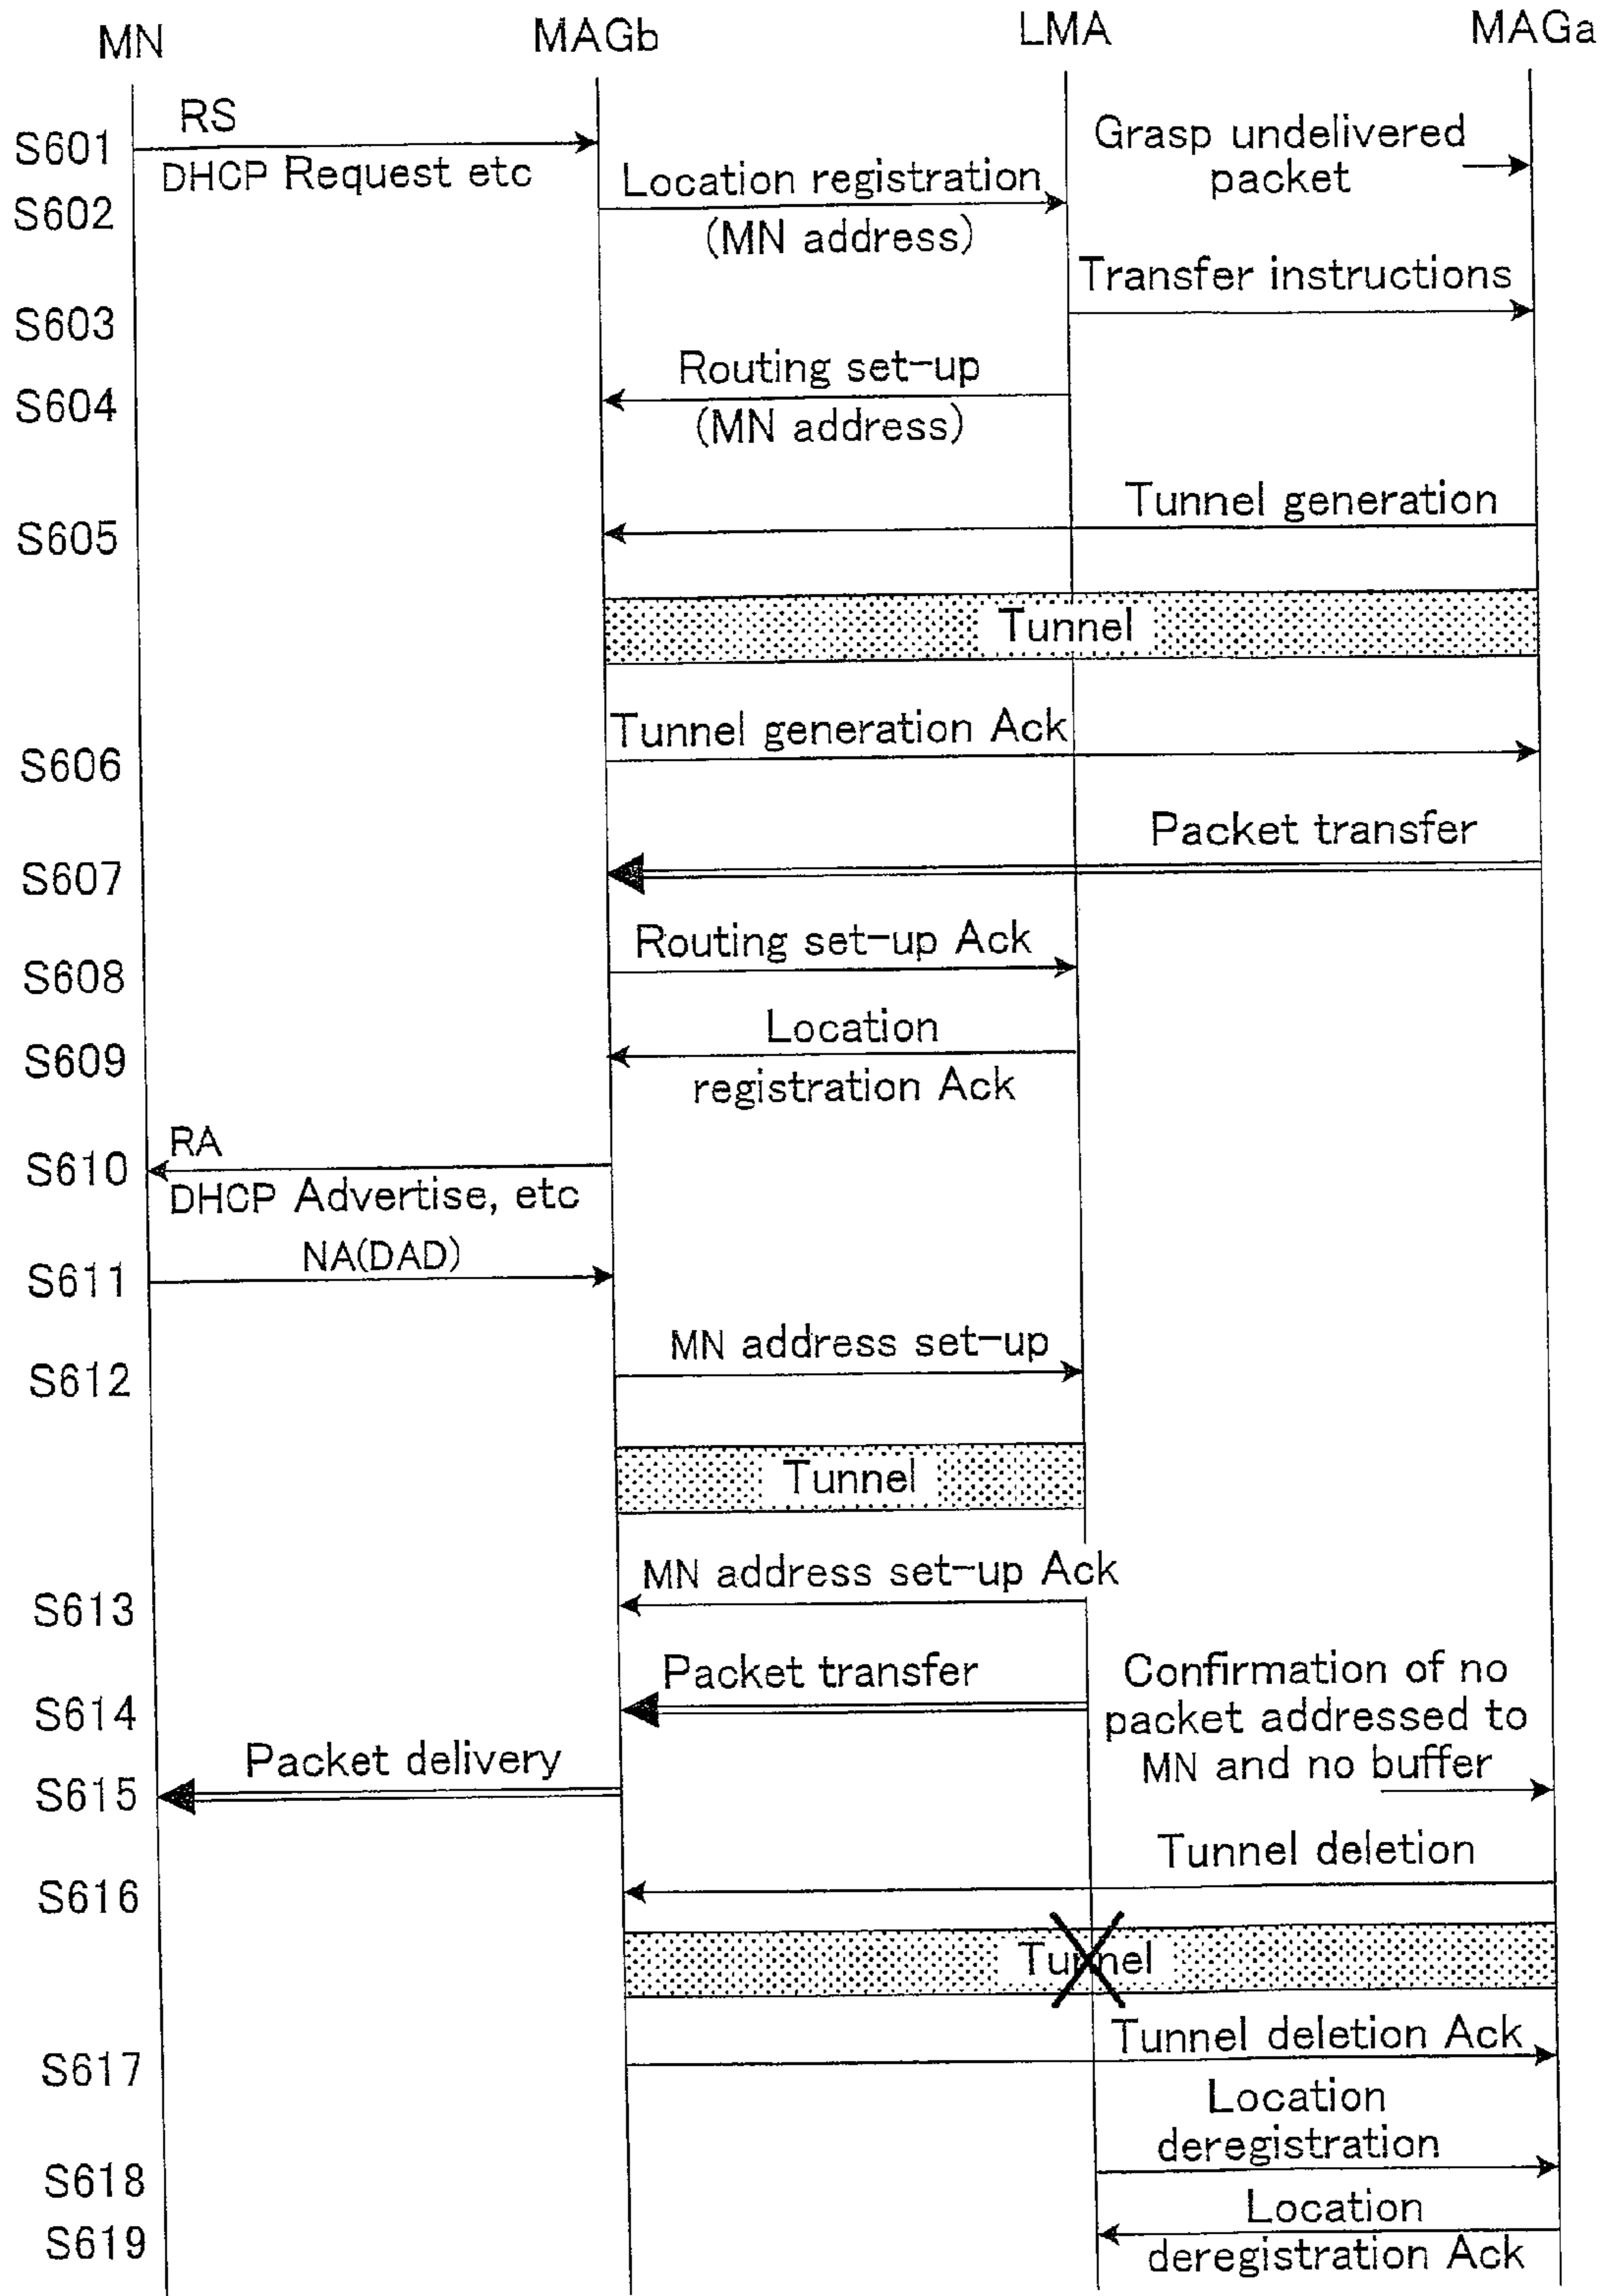 MN MAGb LMA MAGa
RS
S601
DHCP Request etc
Grasp undelivered
packet
Location registration
S602
(MN address)
Transfer instructions
S603
Routing set-up
S604
(MN address)
Tunnel generation
S605
Tunnel
Tunnel generation Ack
S606
Packet transfer
S607
Routing set-up Ack
S608
Location
S609
registration Ack
RA
S610
DHCP Advertise, etc
NA(DAD)
S611
MN address set-up
S612
Tunnel
MN address set-up Ack
S613
Packet transfer
S614
Confirmation of no
packet addressed to
MN and no buffer
Packet delivery
S615
Tunnel deletion
S616
Tunnel
Tunnel deletion Ack
S617
Location
deregistration
S618
Location
S619
deregistration Ack